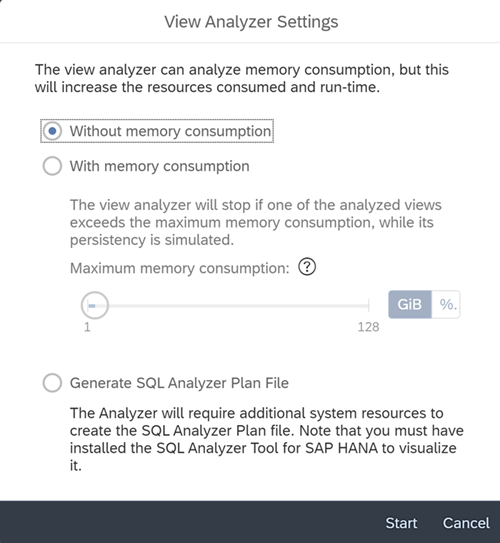 View Analyzer Settings
The view analyzer can analyze memory consumption, but this
will increase the resources consumed and run-time.
Without memory consumption
With memory consumption
The view analyzer will stop if one of the analyzed views
exceeds the maximum memory consumption, while its
persistency is simulated.
Maximum memory consumption: ?
GiB %.
1 128
Generate SQL Analyzer Plan File
The Analyzer will require additional system resources to
create the SQL Analyzer Plan file. Note that you must have
installed the SQL Analyzer Tool for SAP HANA to visualize
it.
Start Cancel